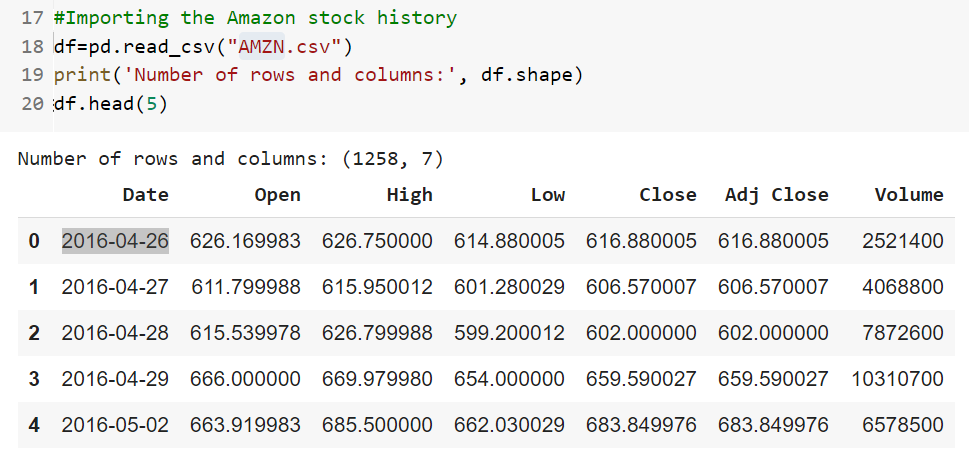 17 #Importing the Amazon stock history
18 df=pd.read_csv("AMZN.csv")
19 print('Number of rows and columns:', df.shape)
20 df.head(5)
Number of rows and columns: (1258, 7)
Date Open High Low Close Adj Close Volume
0 2016-04-26 626.169983 626.750000 614.880005 616.880005 616.880005 2521400
1 2016-04-27 611.799988 615.950012 601.280029 606.570007 606.570007 4068800
2 2016-04-28 615.539978 626.799988 599.200012 602.000000 602.000000 7872600
3 2016-04-29 666.000000 669.979980 654.000000 659.590027 659.590027 10310700
4 2016-05-02 663.919983 685.500000 662.030029 683.849976 683.849976 6578500